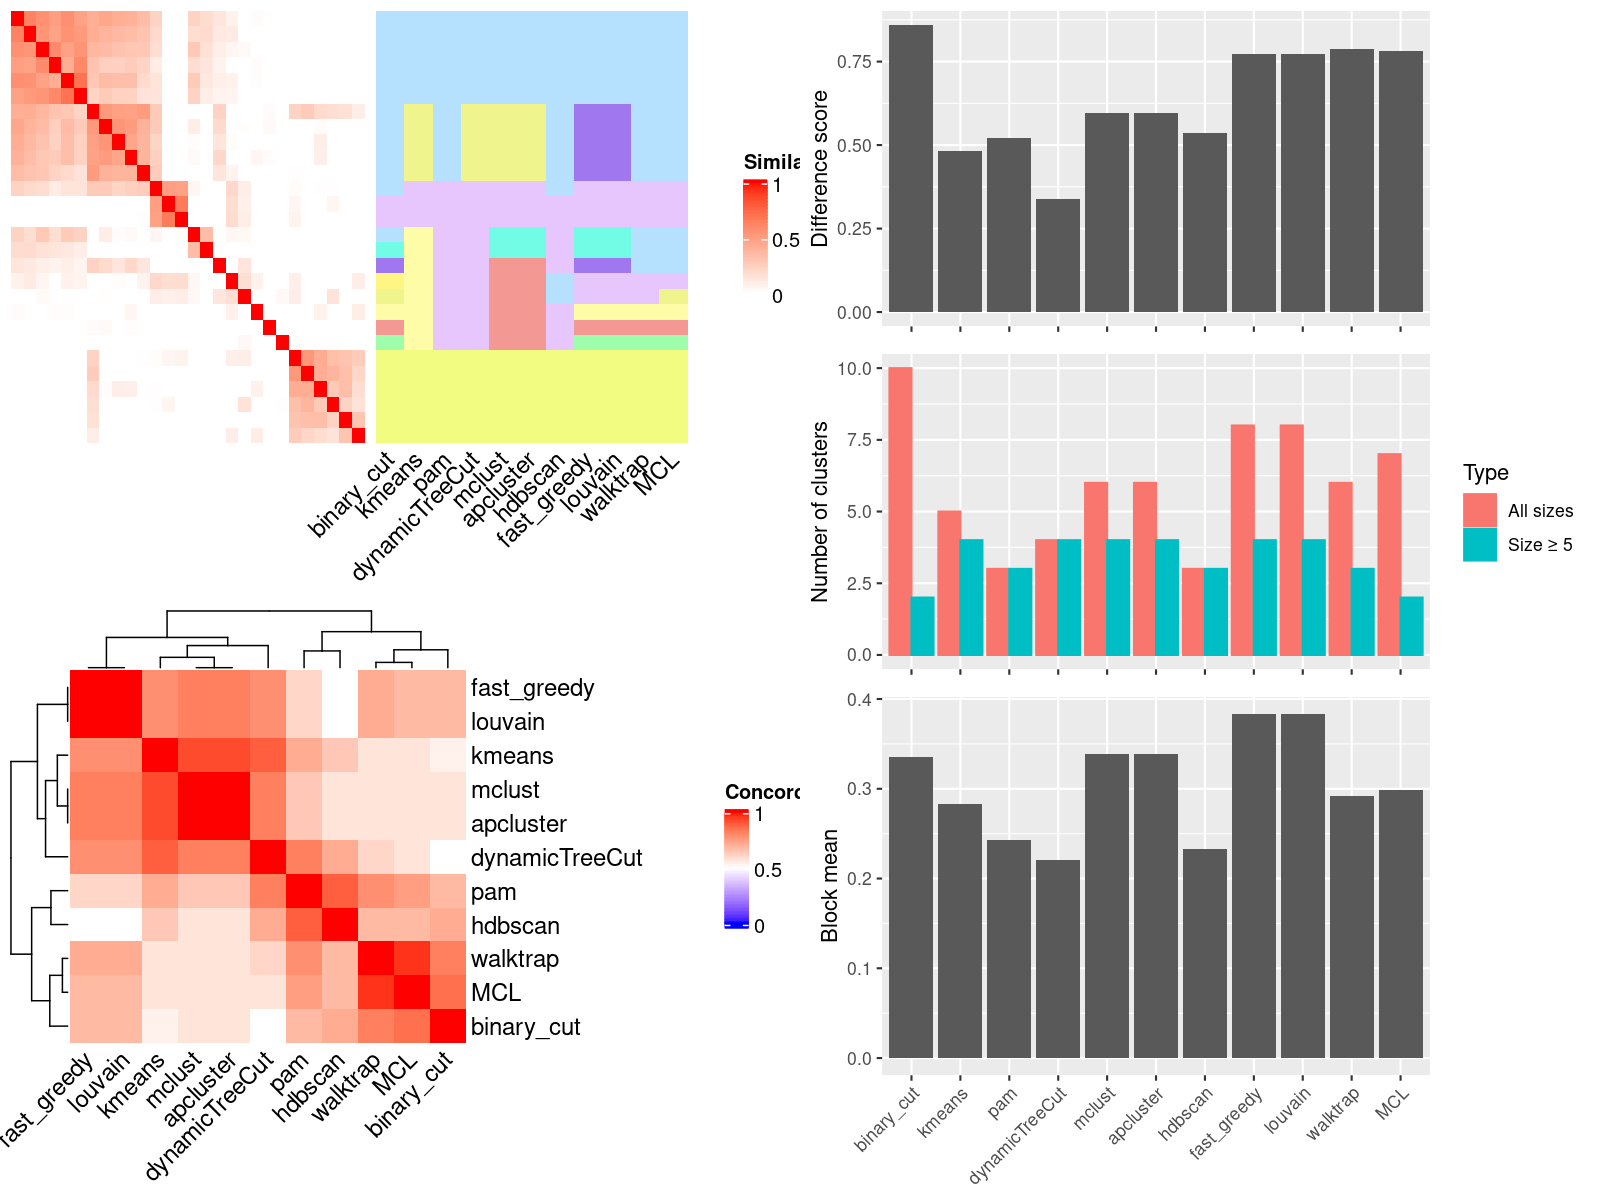 Simila
1
0.5
0
binary_cut
kmeans
pam
dynamicTreeCut
mclust
apcluster
hdbscan
fast_greedy
louvain
walktrap
MCL
fast_greedy
louvain
kmeans
mclust
apcluster
dynamicTreeCut
pam
hdbscan
walktrap
MCL
binary_cut
fast_greedy
louvain
kmeans
mclust
apcluster
dynamicTreeCut
pam
hdbscan
walktrap
MCL
binary_cut
Concord
1
0.5
0
Difference score
0.75
0.50
0.25
0.00
Number of clusters
10.0
7.5
5.0
2.5
0.0
Type
All sizes
Size ≥ 5
Block mean
0.4
0.3
0.2
0.1
0.0
binary_cut
kmeans
pam
dynamicTreeCut
mclust
apcluster
hdbscan
fast_greedy
louvain
walktrap
MCL